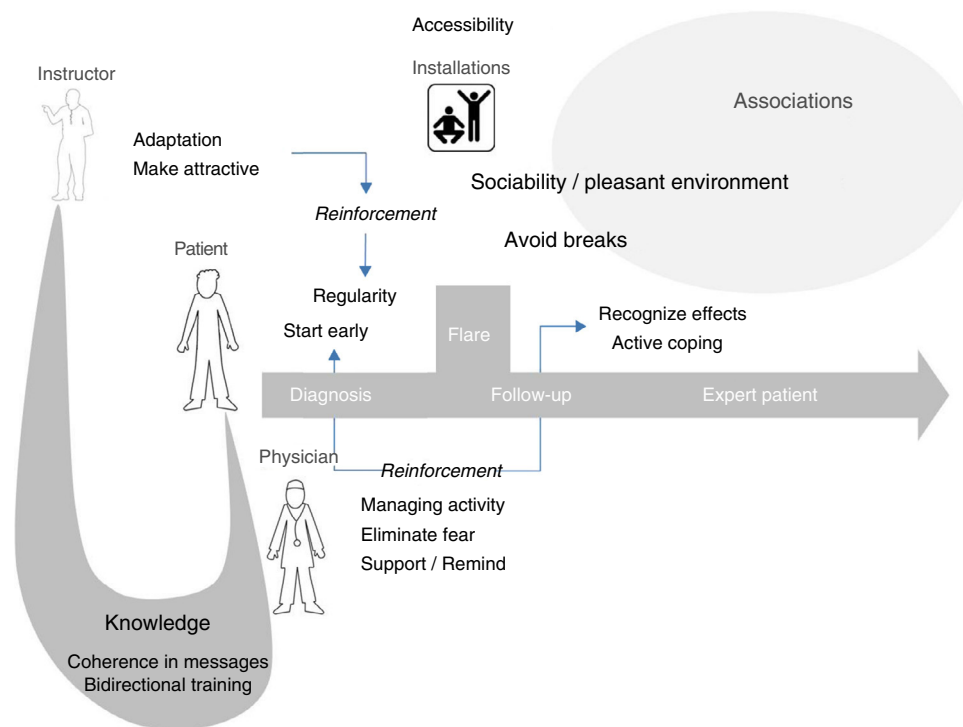 Accessibility
Installations
Instructor
Associations
Adaptation
Make attractive
Sociability / pleasant environment
Reinforcement
Avoid breaks
Patient
Regularity
Start early
Flare
Recognize effects
Active coping
Diagnosis
Follow-up
Expert patient
Physician
Reinforcement
Managing activity
Eliminate fear
Support / Remind
Knowledge
Coherence in messages
Bidirectional training